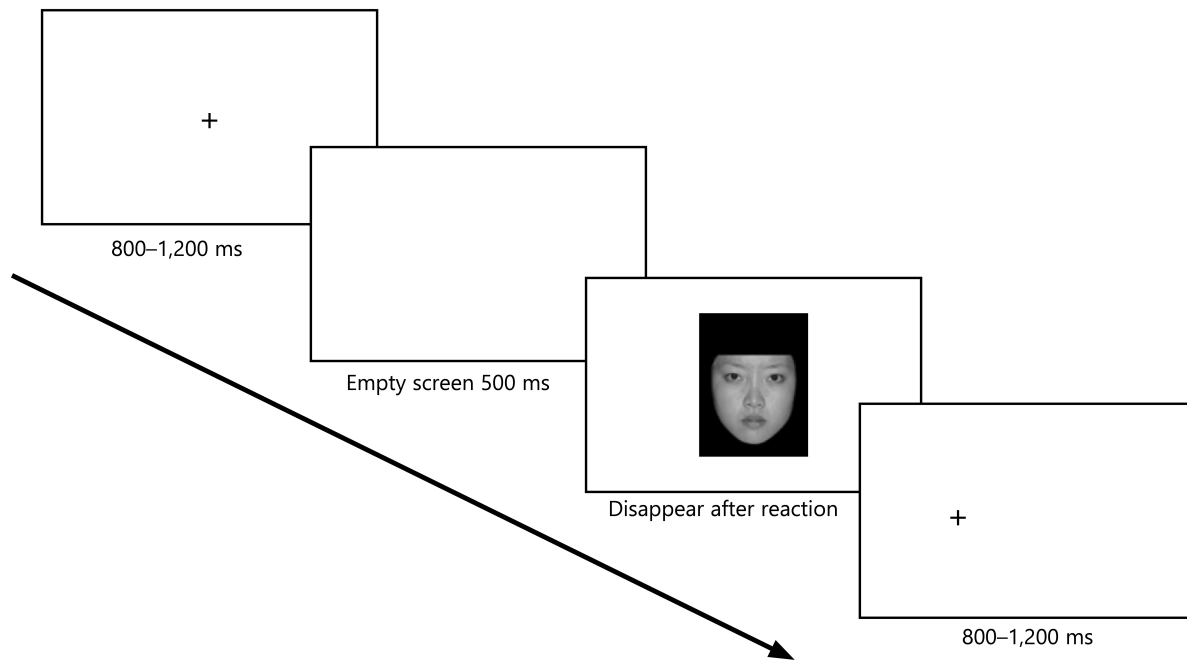 +
800–1,200 ms
Empty screen 500 ms
Disappear after reaction
+
800–1,200 ms